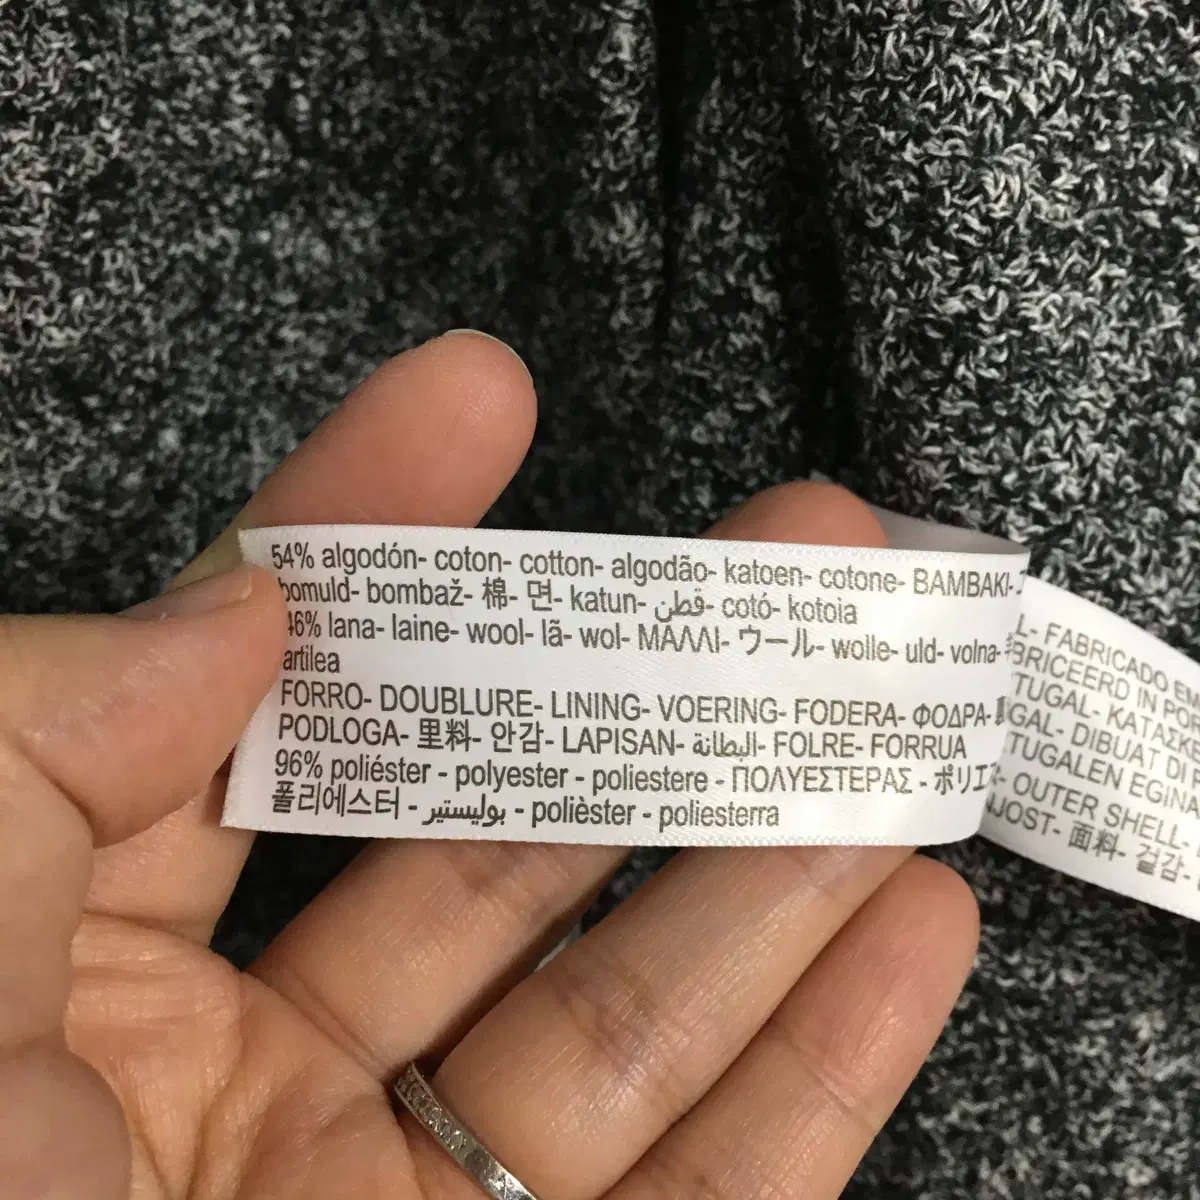 54% algodón- coton- cotton- algodão- katoen- cotone- BAMBAKI-
bomuld- bombaž- 棉- 면- katun- قطن- cotó- kotoia
46% lana- laine- wool- lã- wol- ΜΑΛΛΙ- ウール- wolle- uld- volna-
artilea
FORRO- DOUBLURE- LINING- VOERING- FODERA- ΦΟΔΡΑ-
PODLOGA- 里料- 안감- LAPISAN- البطانة- FOLRE- FORRUA
96% poliéster - polyester - poliestere - ΠΟΛΥΕΣΤΕΡΑΣ - ポリエス
폴리에스터 - بوليستير - polièster - poliesterra
L- FABRICADO EN
BRICEERD IN POR
TUGAL- ΚΑΤΑΣΚΕ
GAL- DIBUAT DI P
TUGALEN EGINA
- OUTER SHELL-
NJOST- 面料- 겉감-